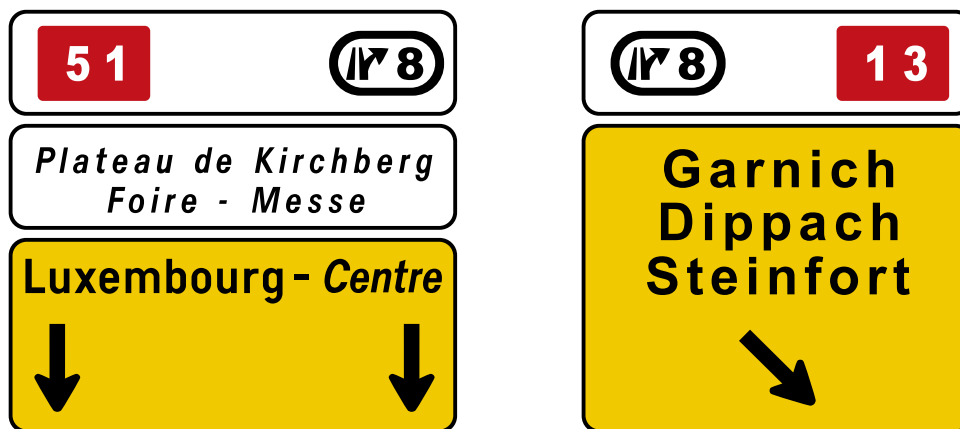 51 8
Plateau de Kirchberg
Foire - Messe
Luxembourg - Centre
8 13
Garnich
Dippach
Steinfort